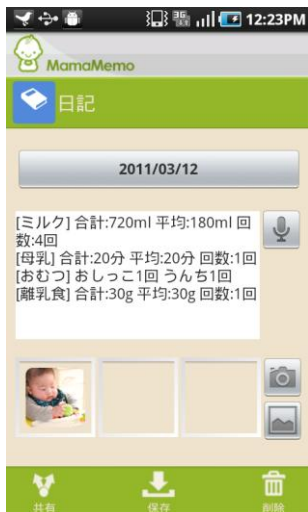 3G
12:23PM
MamaMemo
日記
2011/03/12
[ミルク] 合計:720ml 平均:180ml 回
数:4回
[母乳] 合計:20分 平均:20分 回数:1回
[おむつ] おしっこ1回 うんち1回
[離乳食] 合計:30g 平均:30g 回数:1回
共有
保存
削除